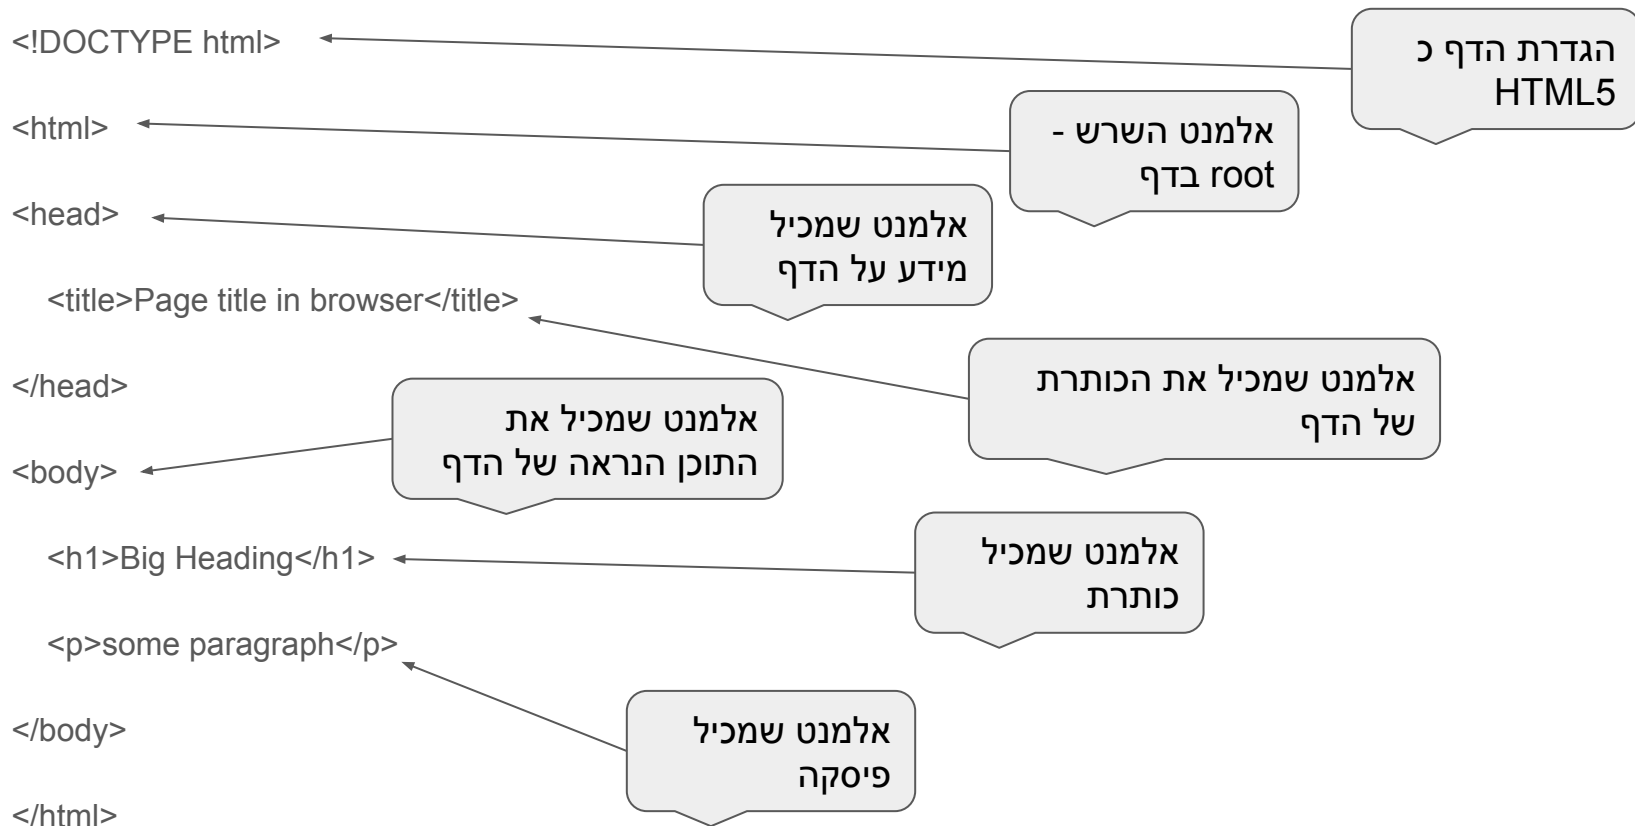 <!DOCTYPE html>
הגדרת הדף כ
HTML5
<html>
אלמנט השרש -
root בדף
<head>
אלמנט שמכיל
מידע על הדף
<title>Page title in browser</title>
אלמנט שמכיל את הכותרת
של הדף
</head>
אלמנט שמכיל את
התוכן הנראה של הדף
<body>
<h1>Big Heading</h1>
אלמנט שמכיל
כותרת
<p>some paragraph</p>
אלמנט שמכיל
פיסקה
</body>
</html>